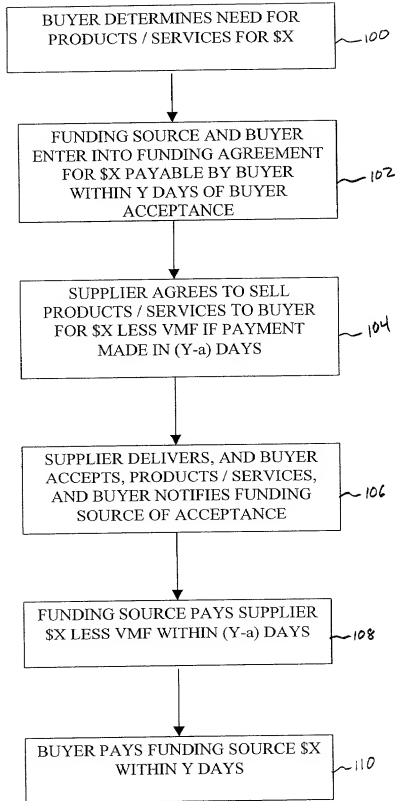 BUYER DETERMINES NEED FOR
PRODUCTS / SERVICES FOR $X
100
FUNDING SOURCE AND BUYER
ENTER INTO FUNDING AGREEMENT
FOR $X PAYABLE BY BUYER
WITHIN Y DAYS OF BUYER
ACCEPTANCE
102
SUPPLIER AGREES TO SELL
PRODUCTS / SERVICES TO BUYER
FOR $X LESS VMF IF PAYMENT
MADE IN (Y-a) DAYS
104
SUPPLIER DELIVERS, AND BUYER
ACCEPTS, PRODUCTS / SERVICES,
AND BUYER NOTIFIES FUNDING
SOURCE OF ACCEPTANCE
106
FUNDING SOURCE PAYS SUPPLIER
$X LESS VMF WITHIN (Y-a) DAYS
108
BUYER PAYS FUNDING SOURCE $X
WITHIN Y DAYS
110